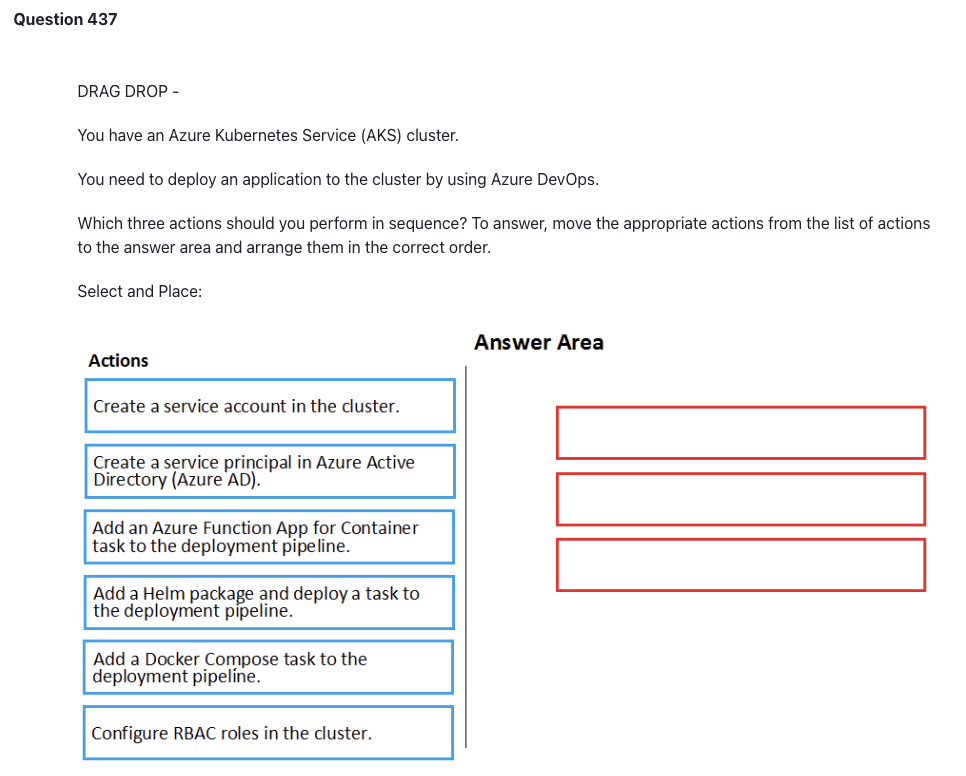 Question 437
DRAG DROP -
You have an Azure Kubernetes Service (AKS) cluster.
You need to deploy an application to the cluster by using Azure DevOps.
Which three actions should you perform in sequence? To answer, move the appropriate actions from the list of actions
to the answer area and arrange them in the correct order.
Select and Place:
Answer Area
Actions
Create a service account in the cluster.
Create a service principal in Azure Active
Directory (Azure AD).
Add an Azure Function App for Container
task to the deployment pipeline.
Add a Helm package and deploy a task to
the deployment pipeline.
Add a Docker Compose task to the
deployment pipeline.
Configure RBAC roles in the cluster.